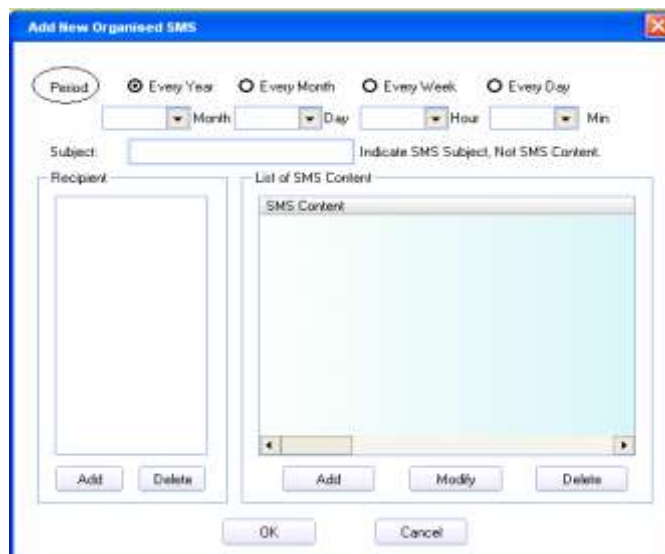 Add New Organised SMS
Period Every Year Every Month Every Week Every Day
Month Day Hour Min
Subject: Indicate SMS Subject, Not SMS Content.
Recipient List of SMS Content
SMS Content
Add Delete Add Modify Delete
OK Cancel